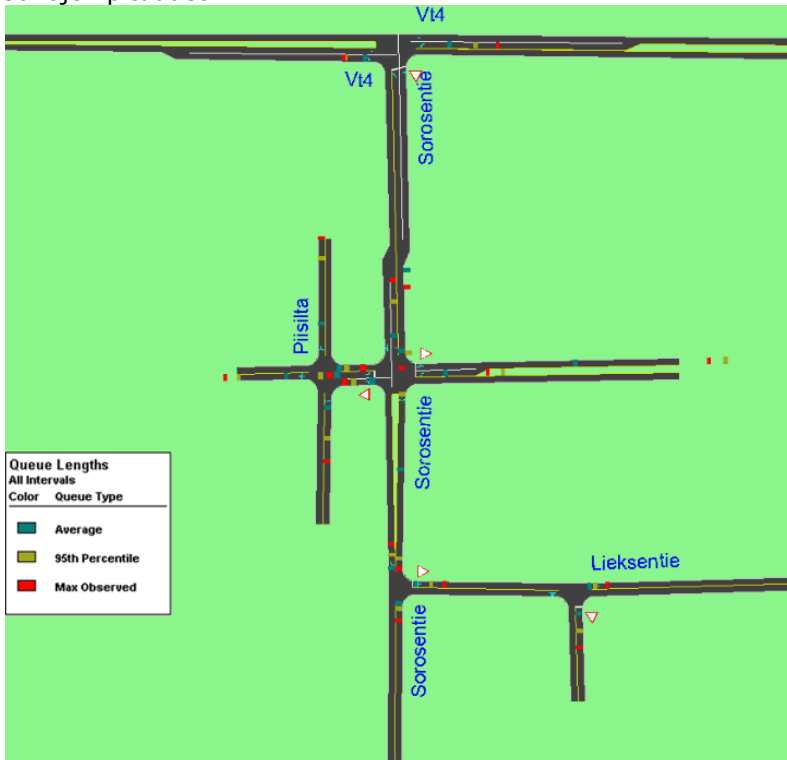 Vt4
Vt4
Sorosentie
Piisilta
Sorosentie
Queue Lengths
All Intervals
Color Queue Type
Average
95th Percentile
Max Observed
Lieksentie
Sorosentie